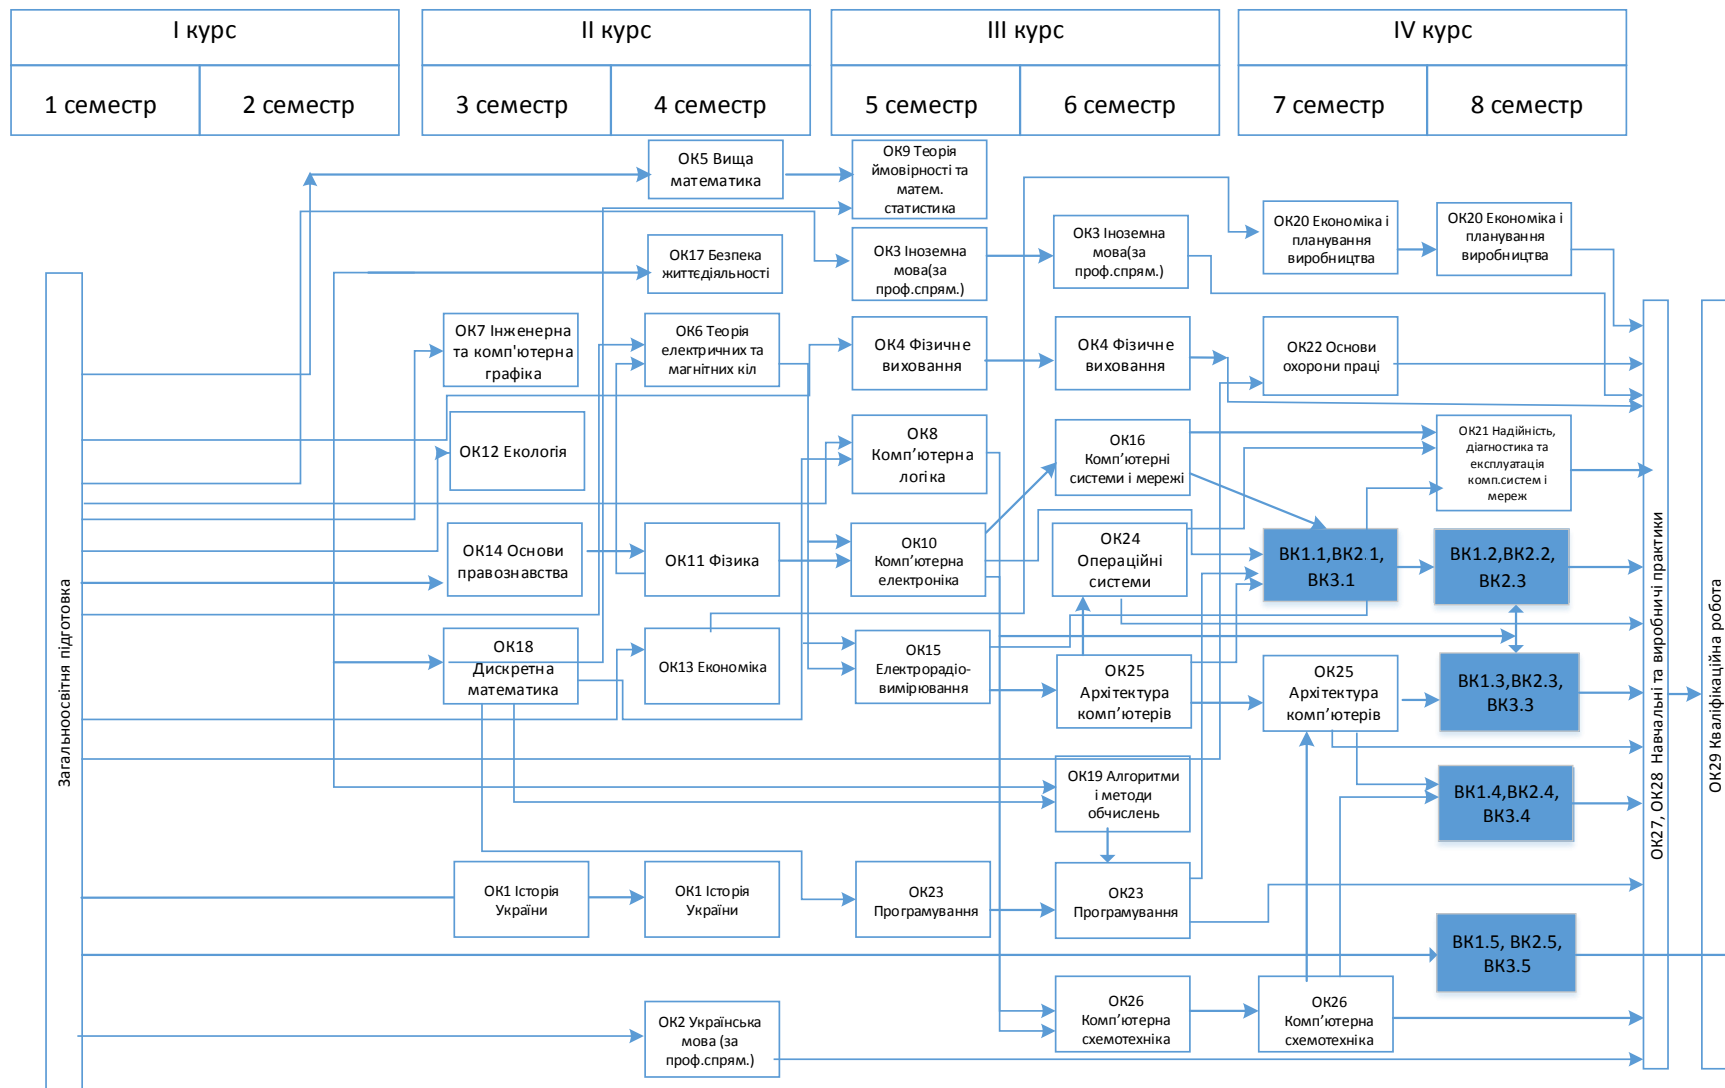 І курс
ІІ курс
ІІІ курс
IV курс
1 семестр
2 семестр
3 семестр
4 семестр
5 семестр
6 семестр
7 семестр
8 семестр
Загальноосвітня підготовка
ОК7 Інженерна
та комп'ютерна
графіка
ОК12 Екологія
ОК14 Основи
правознавства
ОК18
Дискретна
математика
ОК1 Історія
України
ОК5 Вища
математика
ОК17 Безпека
життєдіяльності
ОК6 Теорія
електричних та
магнітних кіл
ОК11 Фізика
ОК13 Економіка
ОК1 Історія
України
ОК2 Українська
мова (за
проф.спрям.)
ОК9 Теорія
ймовірності та
матем.
статистика
ОК3 Іноземна
мова(за
проф.спрям.)
ОК4 Фізичне
виховання
ОК8
Комп’ютерна
логіка
ОК10
Комп’ютерна
електроніка
ОК15
Електрорадіо-
вимірювання
ОК23
Програмування
ОК3 Іноземна
мова(за
проф.спрям.)
ОК4 Фізичне
виховання
ОК16
Комп’ютерні
системи і мережі
ОК24
Операційні
системи
ОК25
Архітектура
комп’ютерів
ОК19 Алгоритми
і методи
обчислень
ОК23
Програмування
ОК26
Комп’ютерна
схемотехніка
ОК20 Економіка і
планування
виробництва
ОК22 Основи
охорони праці
ВК1.1,ВК2.1,
ВК3.1
ОК25
Архітектура
комп’ютерів
ОК26
Комп’ютерна
схемотехніка
ОК20 Економіка і
планування
виробництва
ОК21 Надійність,
діагностика та
експлуатація
комп.систем і
мереж
ВК1.2,ВК2.2,
ВК2.3
ВК1.3,ВК2.3,
ВК3.3
ВК1.4,ВК2.4,
ВК3.4
ВК1.5, ВК2.5,
ВК3.5
ОК27, ОК28 Навчальні та виробничі практики
ОК29 Кваліфікаційна робота